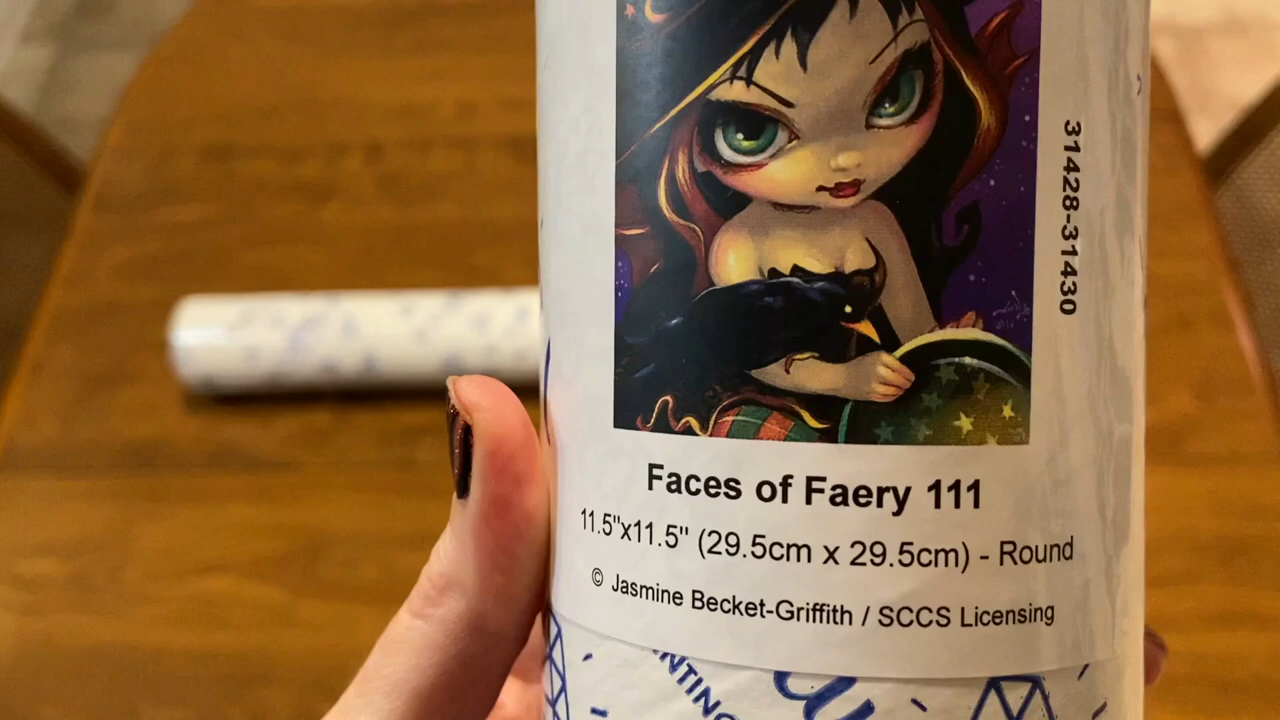 31428-31430
Faces of Faery 111
11.5"x11.5" (29.5cm x 29.5cm) - Round
© Jasmine Becket-Griffith / SCCS Licensing